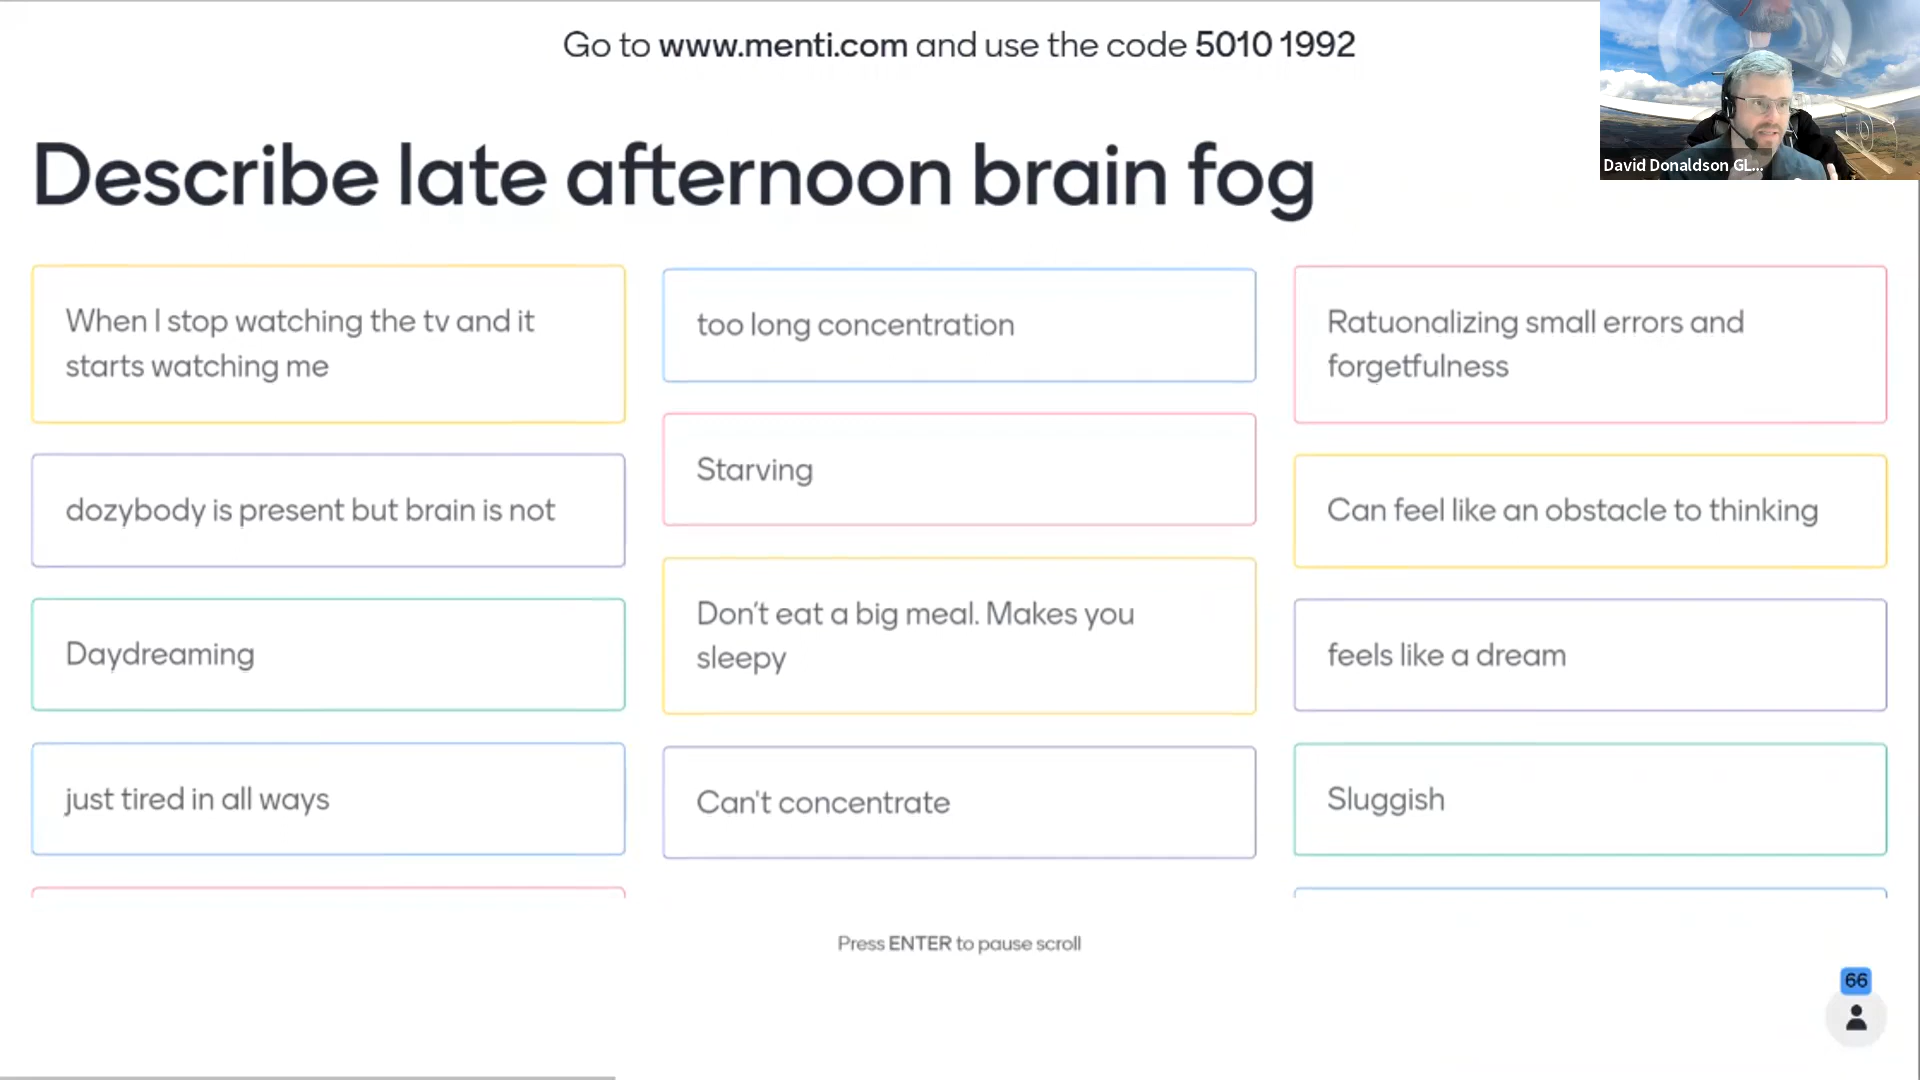 Go to www.menti.com and use the code 5010 1992
David Donaldson GL...
Describe late afternoon brain fog
When I stop watching the tv and it
starts watching me
dozybody is present but brain is not
Daydreaming
just tired in all ways
too long concentration
Starving
Don't eat a big meal. Makes you
sleepy
Can't concentrate
Ratuonalizing small errors and
forgetfulness
Can feel like an obstacle to thinking
feels like a dream
Sluggish
Press ENTER to pause scroll
66